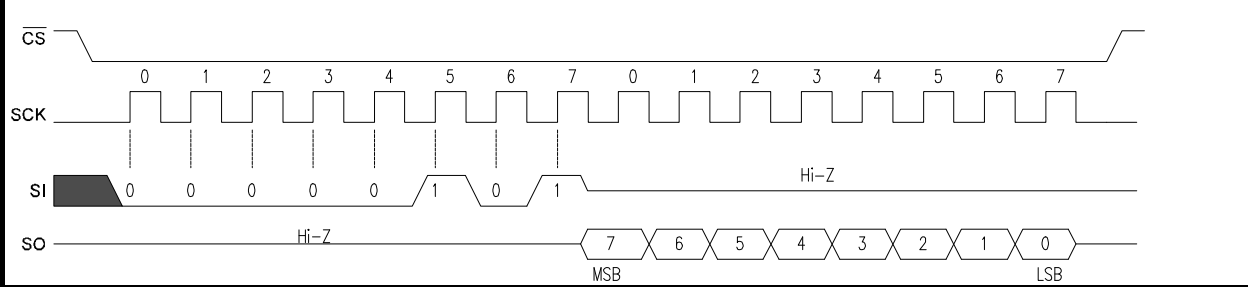 CS
0 1 2 3 4 5 6 7 0 1 2 3 4 5 6 7
SCK
SI 0 0 0 0 0 1 0 1 Hi-Z
SO Hi-Z 7 6 5 4 3 2 1 0
MSB LSB